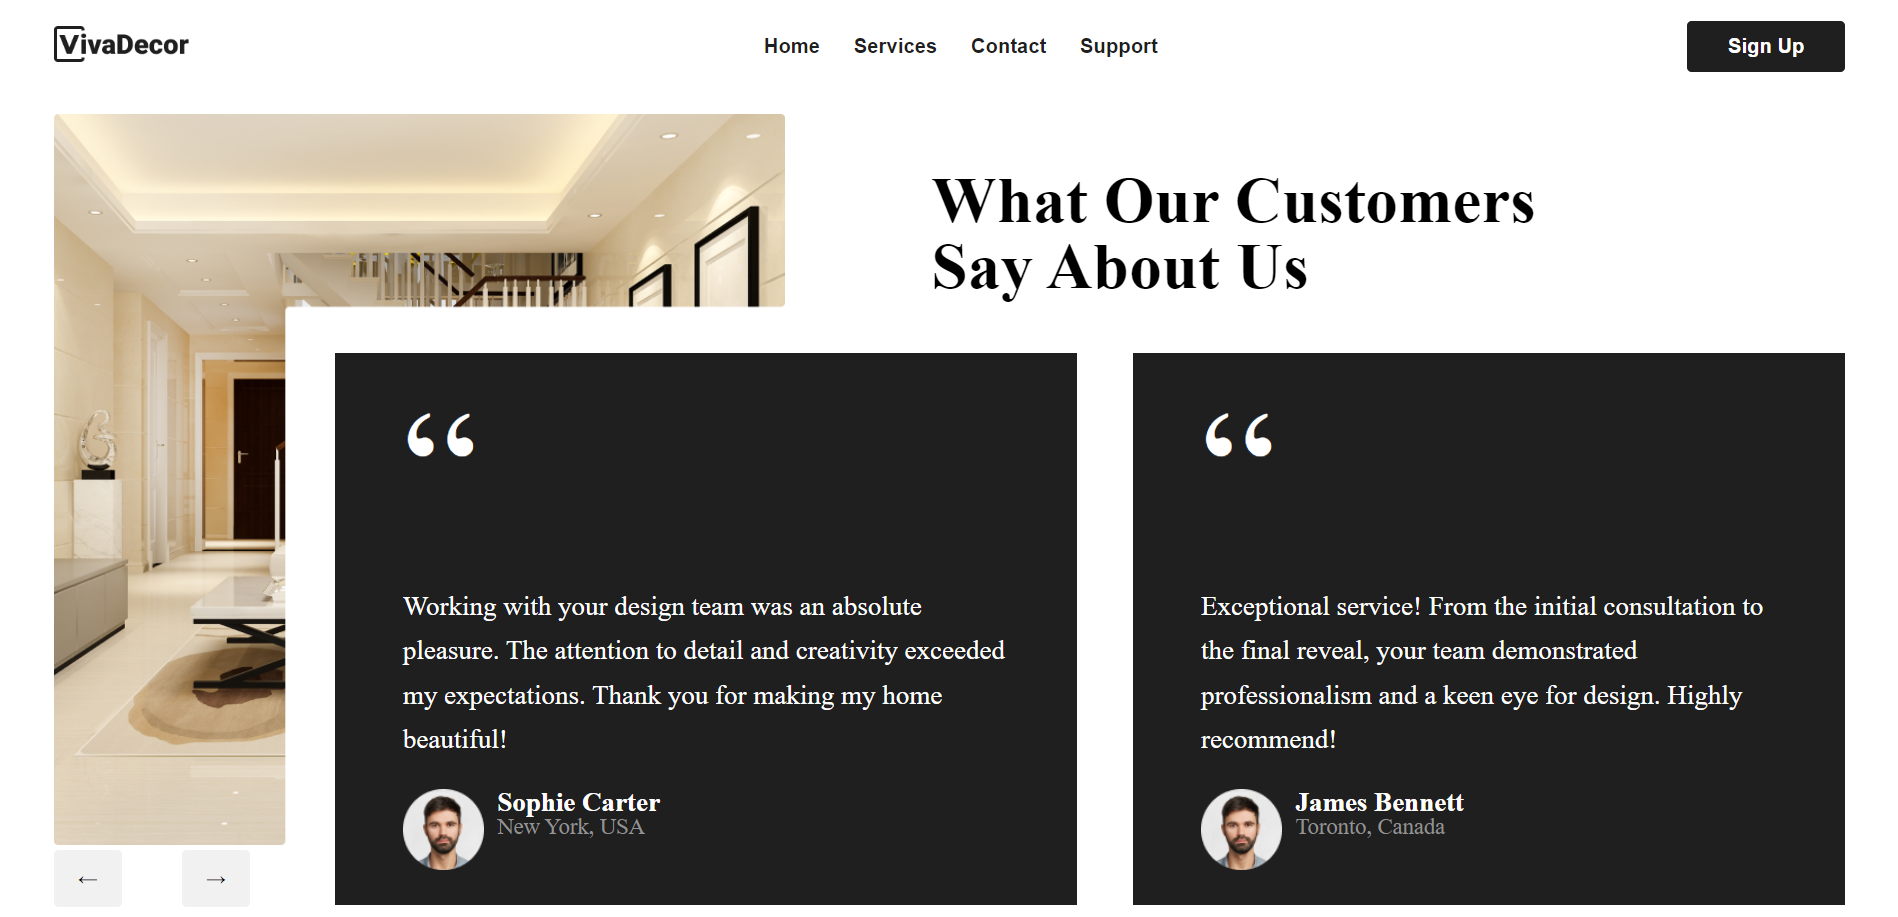 VivaDecor
Home Services Contact Support
Sign Up
What Our Customers
Say About Us
“
Working with your design team was an absolute
pleasure. The attention to detail and creativity exceeded
my expectations. Thank you for making my home
beautiful!
Sophie Carter
New York, USA
“
Exceptional service! From the initial consultation to
the final reveal, your team demonstrated
professionalism and a keen eye for design. Highly
recommend!
James Bennett
Toronto, Canada
← →